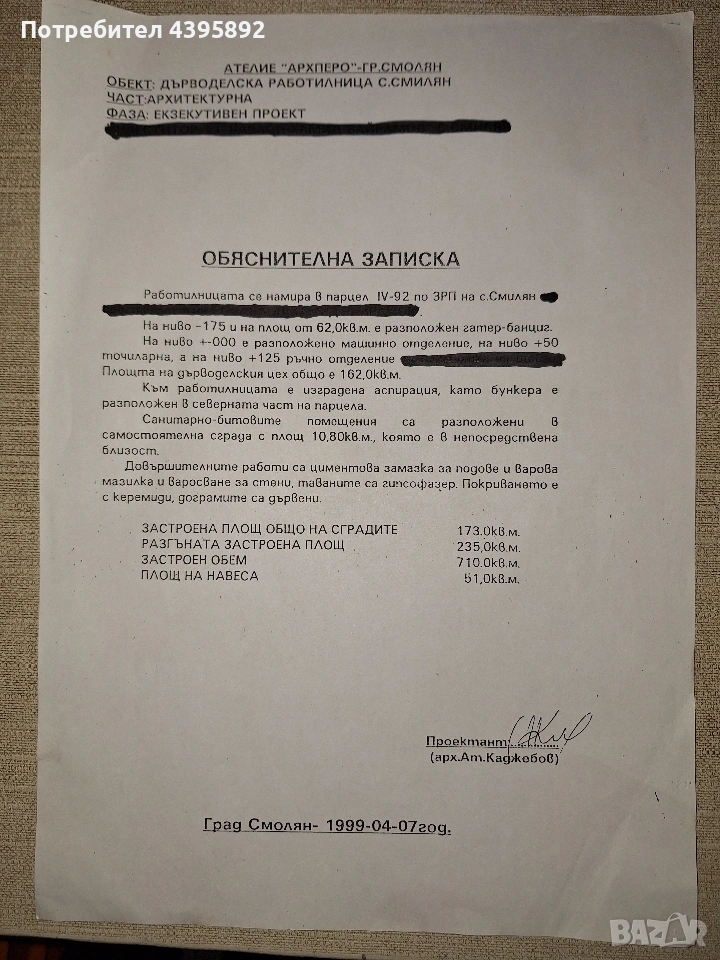 Потребител 4395892
АТЕЛИЕ "АРХПЕРО"-ГР.СМОЛЯН
ОБЕКТ: ДЪРВОДЕЛСКА РАБОТИЛНИЦА С.СМИЛЯН
ЧАСТ:АРХИТЕКТУРНА
ФАЗА: ЕКЗЕКУТИВЕН ПРОЕКТ
ОБЯСНИТЕЛНА ЗАПИСКА
Работилницата се намира в парцел IV-92 по ЗРП на с.Смилян
На ниво -175 и на площ от 62,0кв.м. е разположен гатер-банциг.
На ниво +-000 е разположено машинно отделение, на ниво +50
точиларна, а на ниво +125 ръчно отделение
Площта на дърводелския цех общо е 162,0кв.м.
Към работилницата е изградена аспирация, като бункера е
разположен в северната част на парцела.
Санитарно-битовите помещения са разположени в
самостоятелна сграда с площ 10,80кв.м., която е в непосредствена
близост.
Довършителните работи са циментова замазка за подове и варова
мазилка и варосване за стени, таваните са гипсофазер. Покриването е
с керемиди, дограмите са дървени.
ЗАСТРОЕНА ПЛОЩ ОБЩО НА СГРАДИТЕ 173.0кв.м.
РАЗГЪНАТА ЗАСТРОЕНА ПЛОЩ 235,0кв.м.
ЗАСТРОЕН ОБЕМ 710.0кв.м.
ПЛОЩ НА НАВЕСА 51,0кв.м.
Проектант:
(арх.Ат.Каджебов)
Град Смолян- 1999-04-07год.
BAZAR